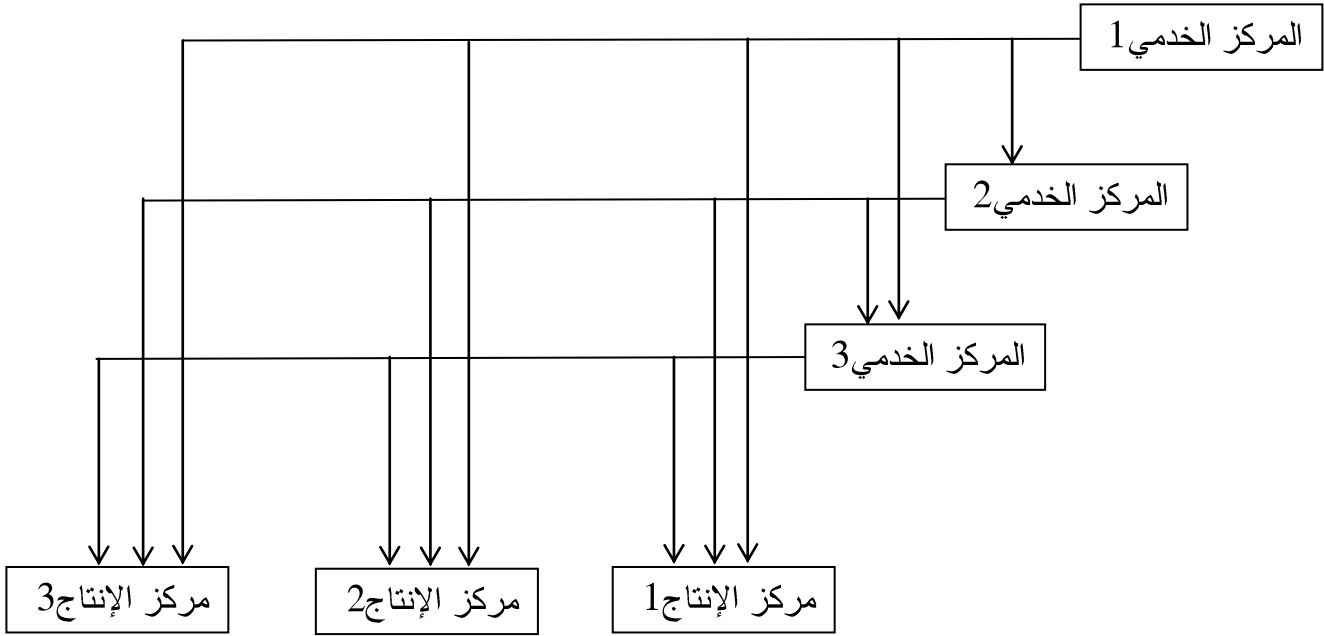 المركز الخدمي1
المركز الخدمي2
المركز الخدمي3
مركز الإنتاج1
مركز الإنتاج2
مركز الإنتاج3